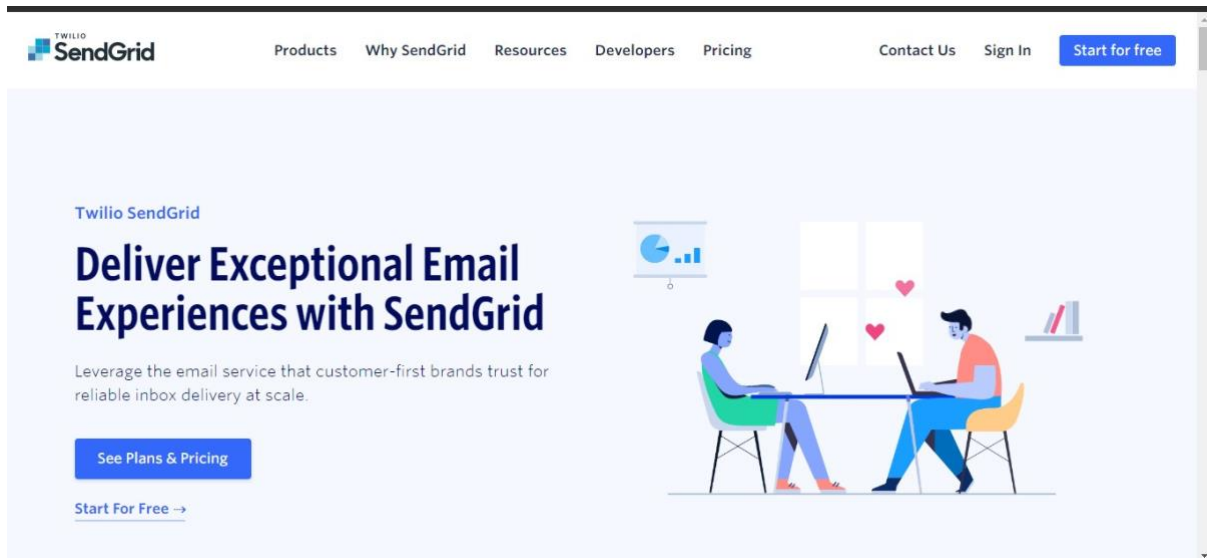 TWILIO
SendGrid
Products
Why SendGrid
Resources
Developers
Pricing
Contact Us
Sign In
Start for free
Twilio SendGrid
Deliver Exceptional Email
Experiences with SendGrid
Leverage the email service that customer-first brands trust for
reliable inbox delivery at scale.
See Plans & Pricing
Start For Free →